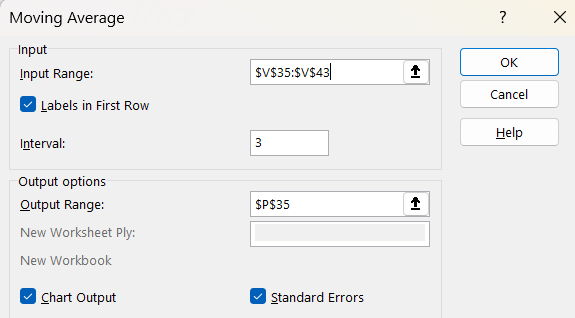 Moving Average ? ×
Input
Input Range: $V$35:$V$43 OK
Labels in First Row Cancel
Interval: 3 Help
Output options
Output Range: $P$35
New Worksheet Ply:
New Workbook
Chart Output Standard Errors